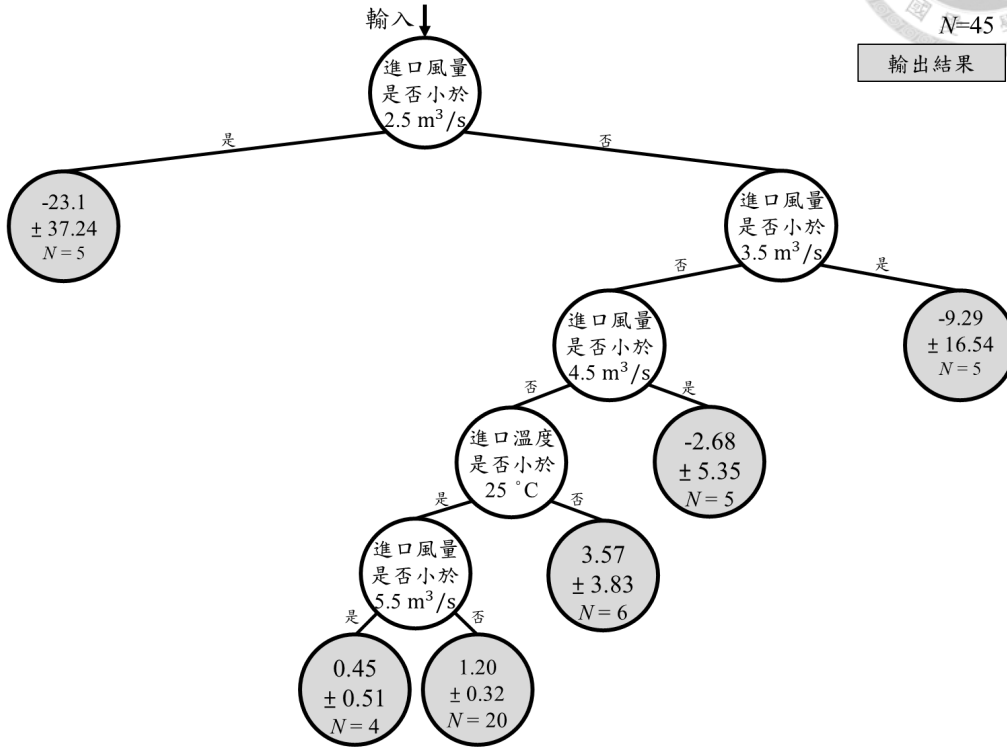 輸入
N=45
輸出結果
進口風量
是否小於
2.5 m³/s
是
否
-23.1
± 37.24
N = 5
進口風量
是否小於
3.5 m³/s
否
是
進口風量
是否小於
4.5 m³/s
-9.29
± 16.54
N = 5
否
是
進口溫度
是否小於
25 °C
-2.68
± 5.35
N = 5
是
否
進口風量
是否小於
5.5 m³/s
3.57
± 3.83
N = 6
是
否
0.45
± 0.51
N = 4
1.20
± 0.32
N = 20